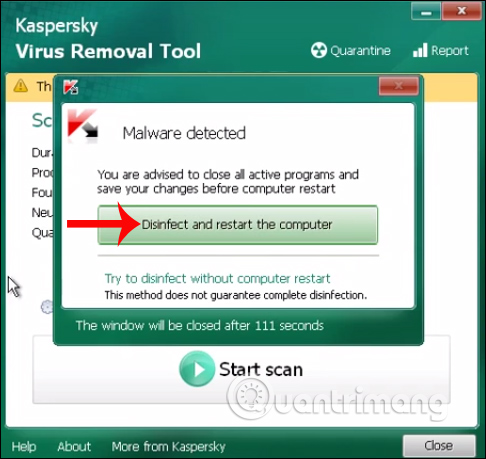 Kaspersky
Virus Removal Tool
Quarantine
Report
Th
Sc
Malware detected
Dura
Proc
Fou
Neu
Qua
You are advised to close all active programs and
save your changes before computer restart
Disinfect and restart the computer
Try to disinfect without computer restart
This method does not guarantee complete disinfection.
The window will be closed after 111 seconds
Start scan
Quantrimang
Help
About
More from Kaspersky
Close